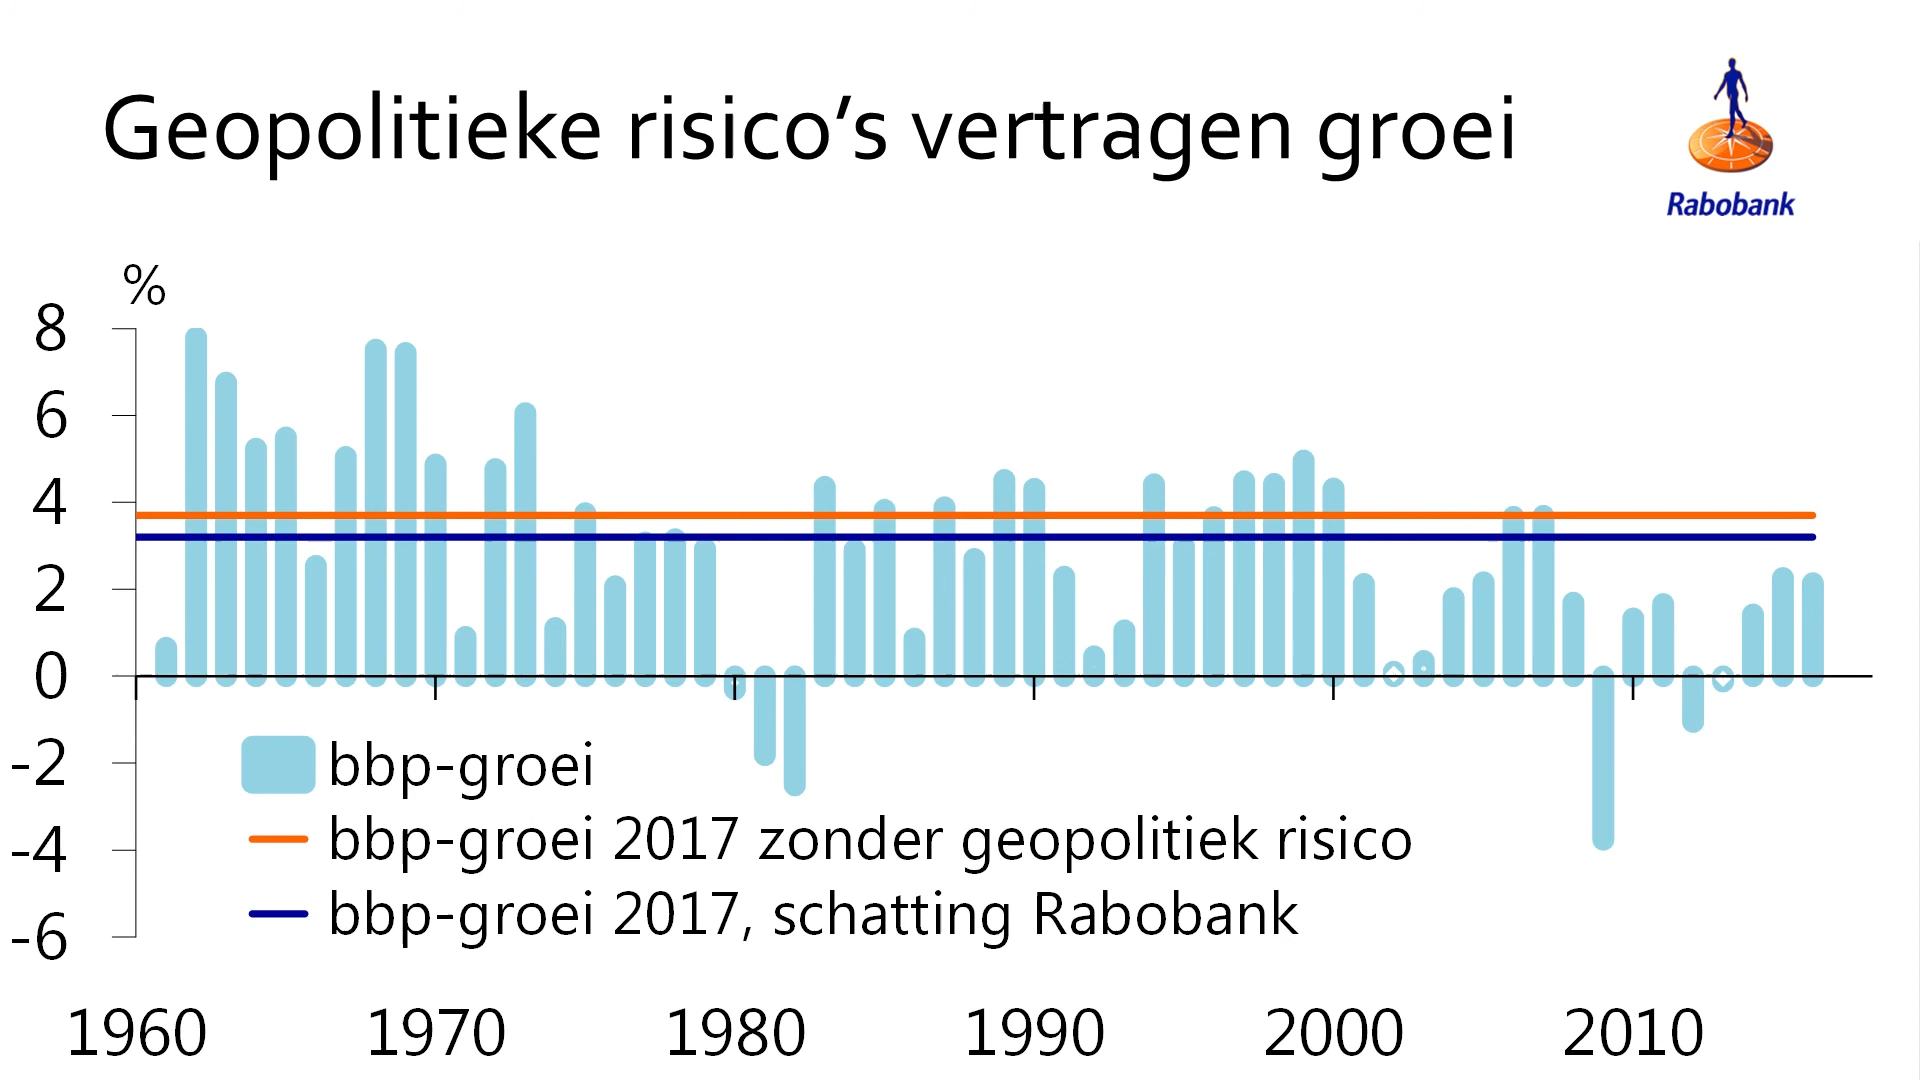 Geopolitieke risico’s vertragen groei
Rabobank
%
8
6
4
2
0
-2
-4
-6
bbp-groei
bbp-groei 2017 zonder geopolitiek risico
bbp-groei 2017, schatting Rabobank
1960 1970 1980 1990 2000 2010